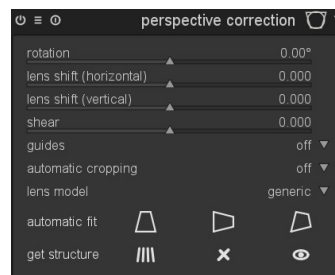 perspective correction
rotation 0.00°
lens shift (horizontal) 0.000
lens shift (vertical) 0.000
shear 0.000
guides off
automatic cropping off
lens model generic
automatic fit
get structure